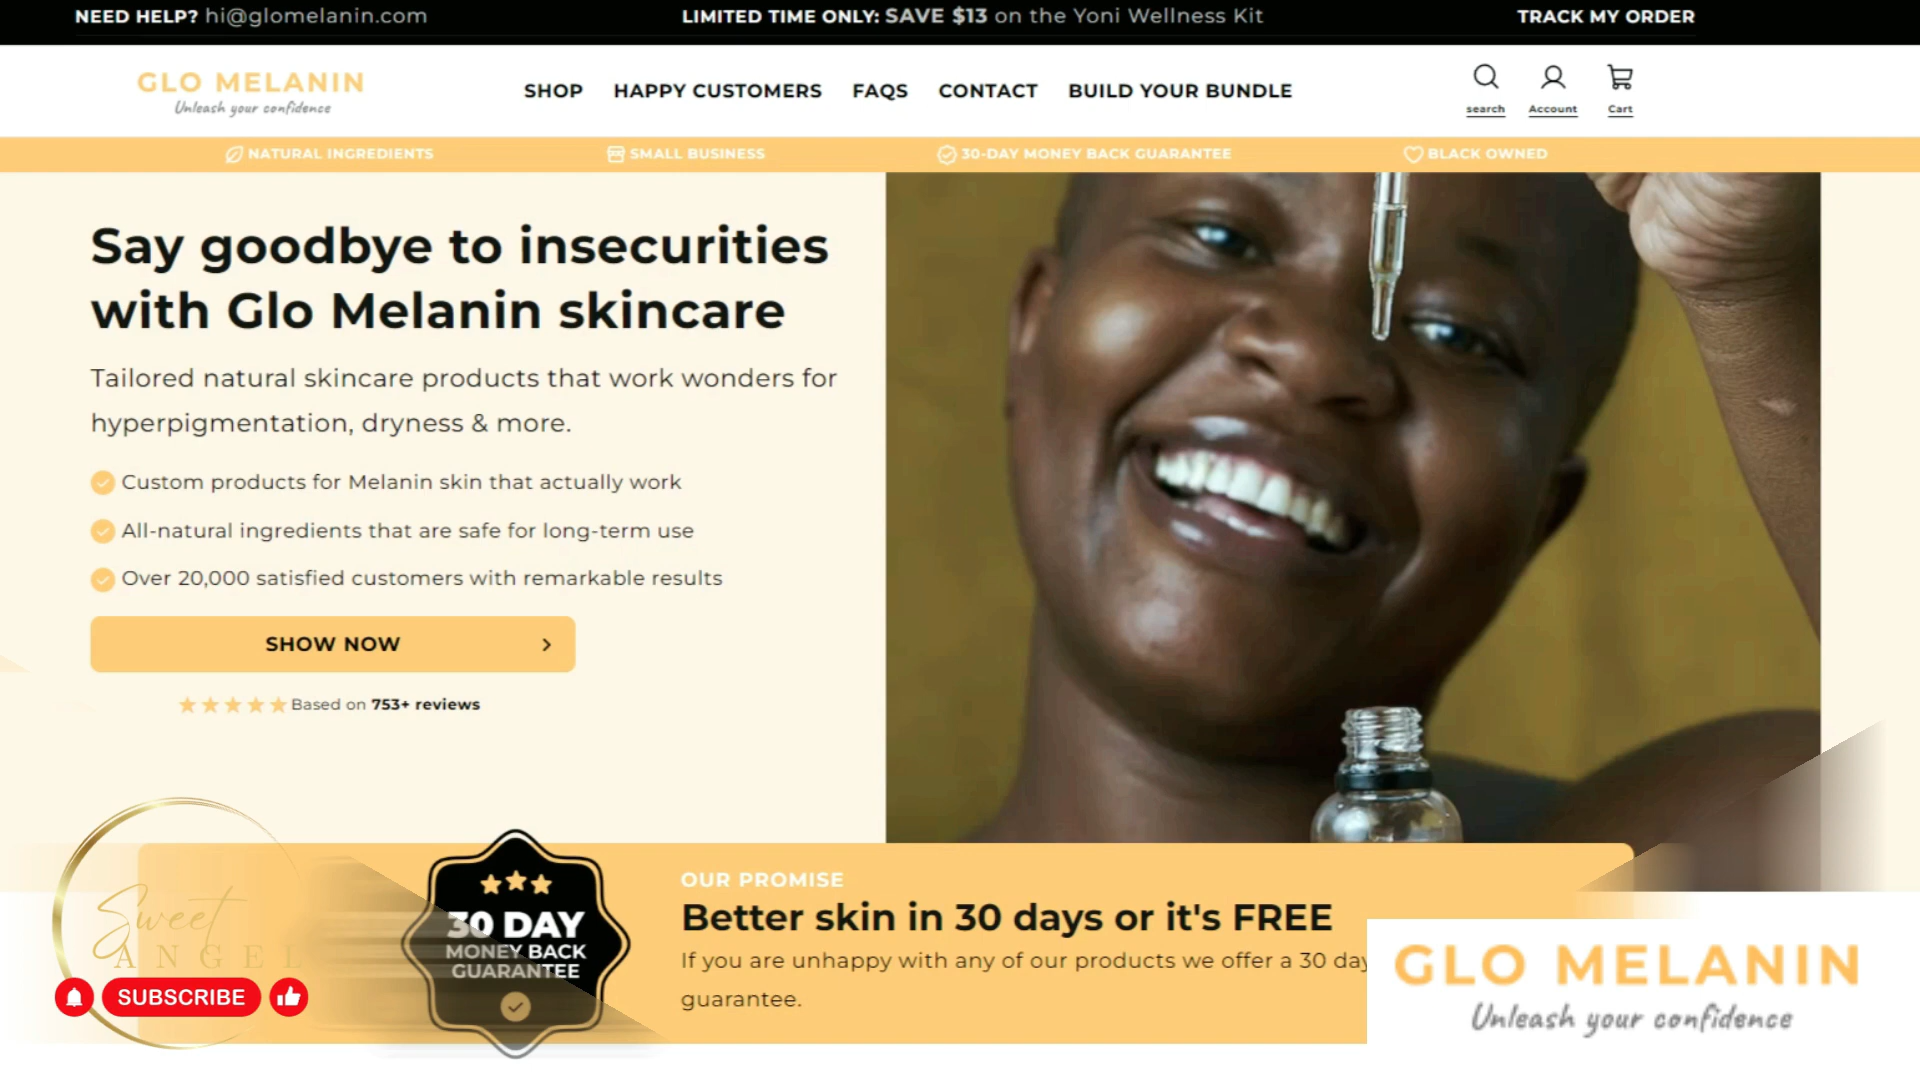 NEED HELP? hi@glomelanin.com
LIMITED TIME ONLY: SAVE $13 on the Yoni Wellness Kit
TRACK MY ORDER
GLO MELANIN
Unleash your confidence
SHOP HAPPY CUSTOMERS FAQS CONTACT BUILD YOUR BUNDLE
search Account Cart
NATURAL INGREDIENTS SMALL BUSINESS 30-DAY MONEY BACK GUARANTEE BLACK OWNED
Say goodbye to insecurities
with Glo Melanin skincare
Tailored natural skincare products that work wonders for
hyperpigmentation, dryness & more.
Custom products for Melanin skin that actually work
All-natural ingredients that are safe for long-term use
Over 20,000 satisfied customers with remarkable results
SHOW NOW
Based on 753+ reviews
Sweet
ANGEL
SUBSCRIBE
30 DAY
MONEY BACK
GUARANTEE
OUR PROMISE
Better skin in 30 days or it's FREE
If you are unhappy with any of our products we offer a 30 day
guarantee.
GLO MELANIN
Unleash your confidence